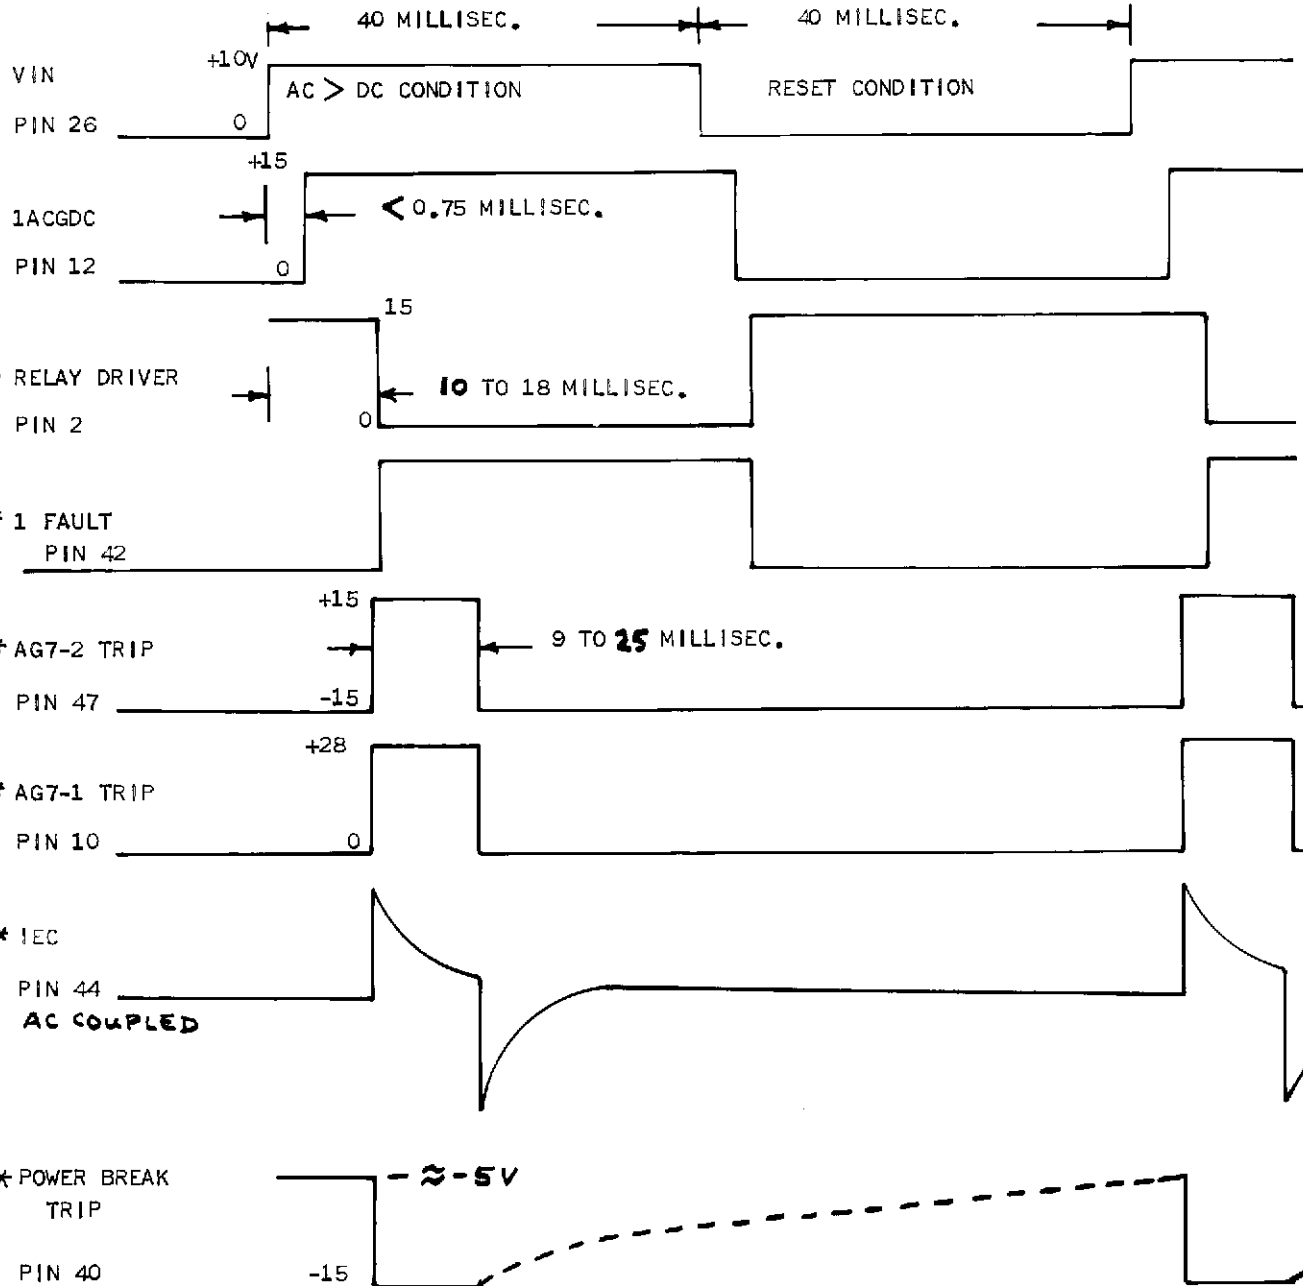 40 MILLISEC. 40 MILLISEC.
VIN +10V AC > DC CONDITION RESET CONDITION
PIN 26 0
+15
1ACGDC < 0.75 MILLISEC.
PIN 12 0
15
RELAY DRIVER 10 TO 18 MILLISEC.
PIN 2 0
* 1 FAULT
PIN 42
+15
* AG7-2 TRIP 9 TO 25 MILLISEC.
PIN 47 -15
+28
* AG7-1 TRIP
PIN 10 0
* IEC
PIN 44
AC COUPLED
* POWER BREAK ≈-5V
TRIP
PIN 40 -15